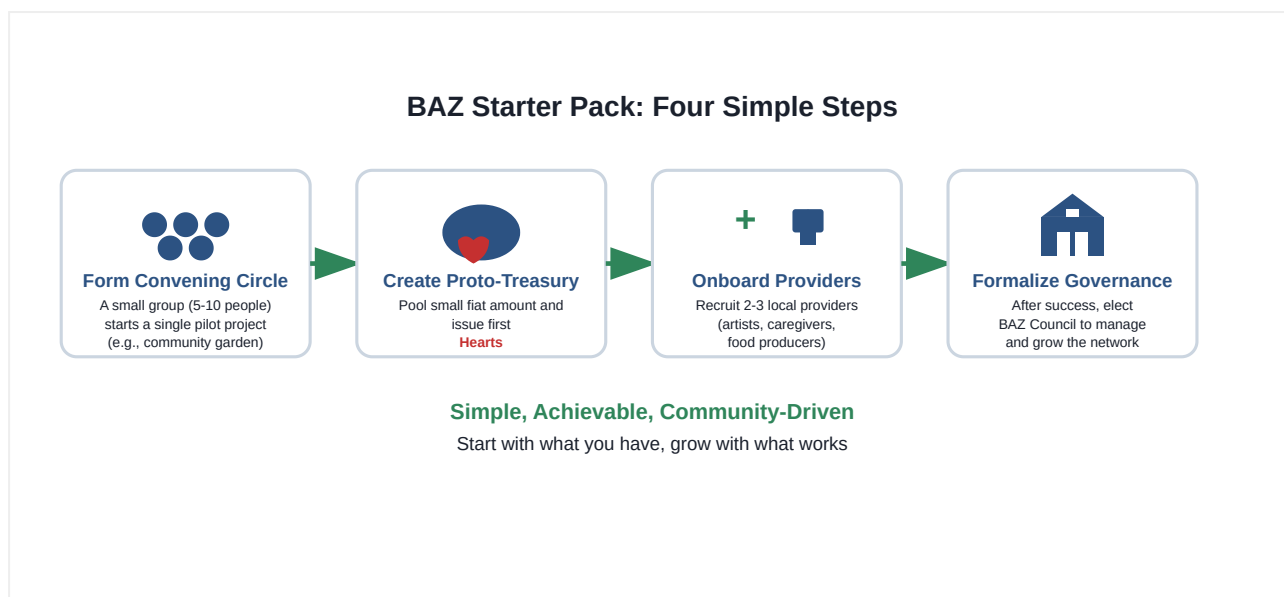 BAZ Starter Pack: Four Simple Steps
Form Convening Circle
A small group (5-10 people)
starts a single pilot project
(e.g., community garden)
Create Proto-Treasury
Pool small fiat amount and
issue first
Hearts
+
Onboard Providers
Recruit 2-3 local providers
(artists, caregivers,
food producers)
Formalize Governance
After success, elect
BAZ Council to manage
and grow the network
Simple, Achievable, Community-Driven
Start with what you have, grow with what works